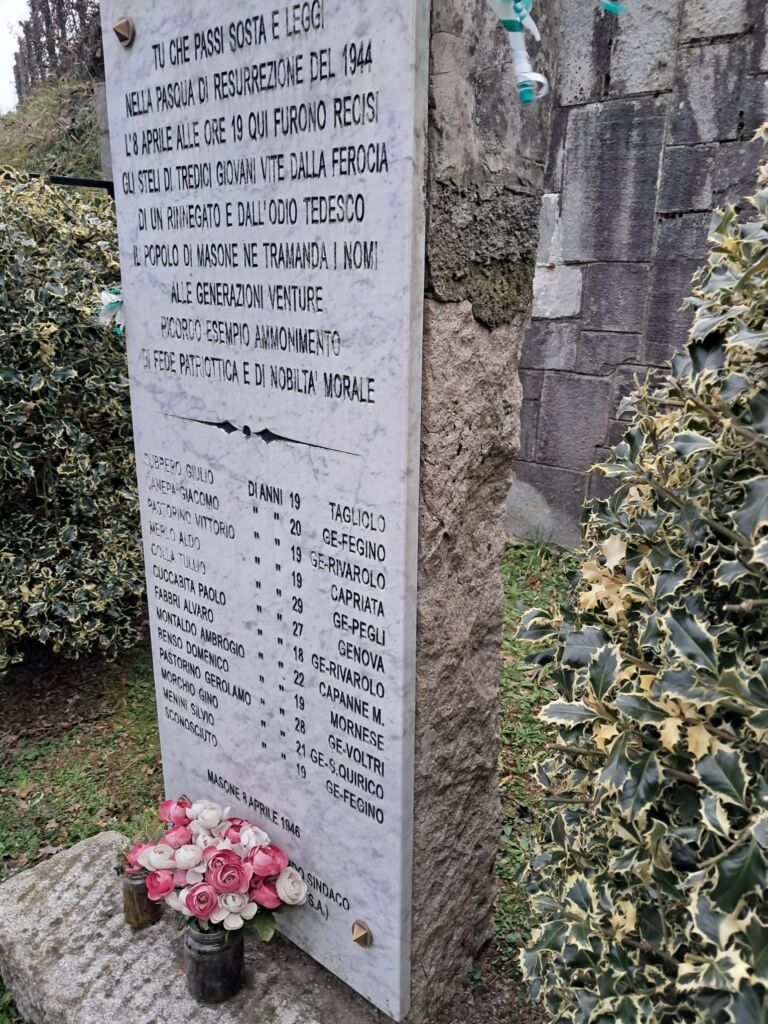 TU CHE PASSI SOSTA E LEGGI
NELLA PASQUA DI RESURREZIONE DEL 1944
L'8 APRILE ALLE ORE 19 QUI FURONO RECISI
GLI STELI DI TREDICI GIOVANI VITE DALLA FEROCIA
DI UN RINNEGATO E DALL'ODIO TEDESCO
IL POPOLO DI MASONE NE TRAMANDA I NOMI
ALLE GENERAZIONI VENTURE
RICORDO ESEMPIO AMMONIMENTO
DI FEDE PATRIOTTICA E DI NOBILTA' MORALE
SUBRERO GIULIO DI ANNI 19 TAGLIOLO
CANEPA GIACOMO " " 20 GE-FEGINO
PASTORINO VITTORIO " " 19 GE-RIVAROLO
MERLO ALDO " " 19 CAPRIATA
COLLA TULLIO " " 29 GE-PEGLI
CUCCABITA PAOLO " " 27 GENOVA
FABBRI ALVARO " " 18 GE-RIVAROLO
MONTALDO AMBROGIO " " 22 CAPANNE M.
RENSO DOMENICO " " 19 MORNESE
PASTORINO GEROLAMO " " 28 GE-VOLTRI
MORCHIO GINO " " 21 GE-S.QUIRICO
MENINI SILVIO " " 19 GE-FEGINO
SCONOSCIUTO
MASONE 8 APRILE 1946
SINDACO
S.A.)